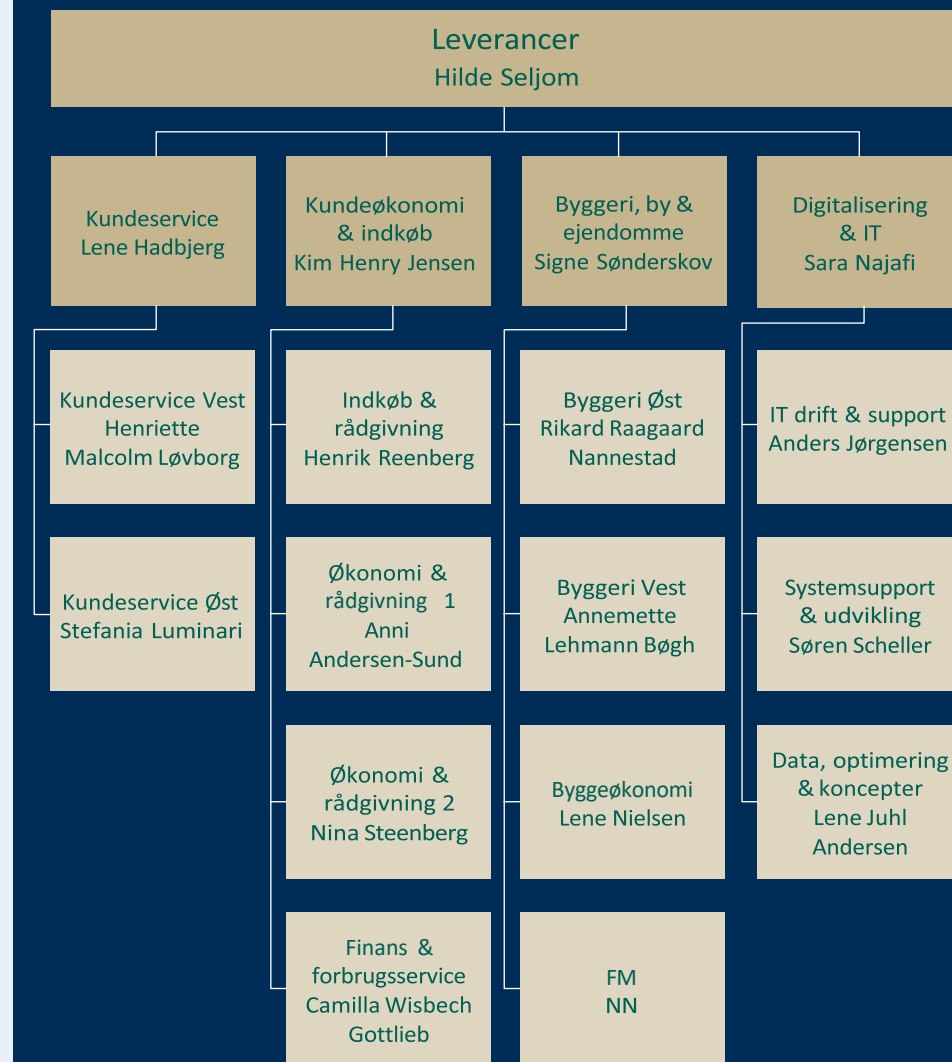 Leverancer
Hilde Seljom
Kundeservice
Lene Hadbjerg
Kundeøkonomi
& indkøb
Kim Henry Jensen
Byggeri, by &
ejendomme
Signe Sønderskov
Digitalisering
& IT
Sara Najafi
Kundeservice Vest
Henriette
Malcolm Løvborg
Indkøb &
rådgivning
Henrik Reenberg
Byggeri Øst
Rikard Raagaard
Nannestad
IT drift & support
Anders Jørgensen
Kundeservice Øst
Stefania Luminari
Økonomi &
rådgivning 1
Anni
Andersen-Sund
Byggeri Vest
Annemette
Lehmann Bøgh
Systemsupport
& udvikling
Søren Scheller
Økonomi &
rådgivning 2
Nina Steenberg
Byggeøkonomi
Lene Nielsen
Data, optimering
& koncepter
Lene Juhl
Andersen
Finans &
forbrugsservice
Camilla Wisbech
Gottlieb
FM
NN